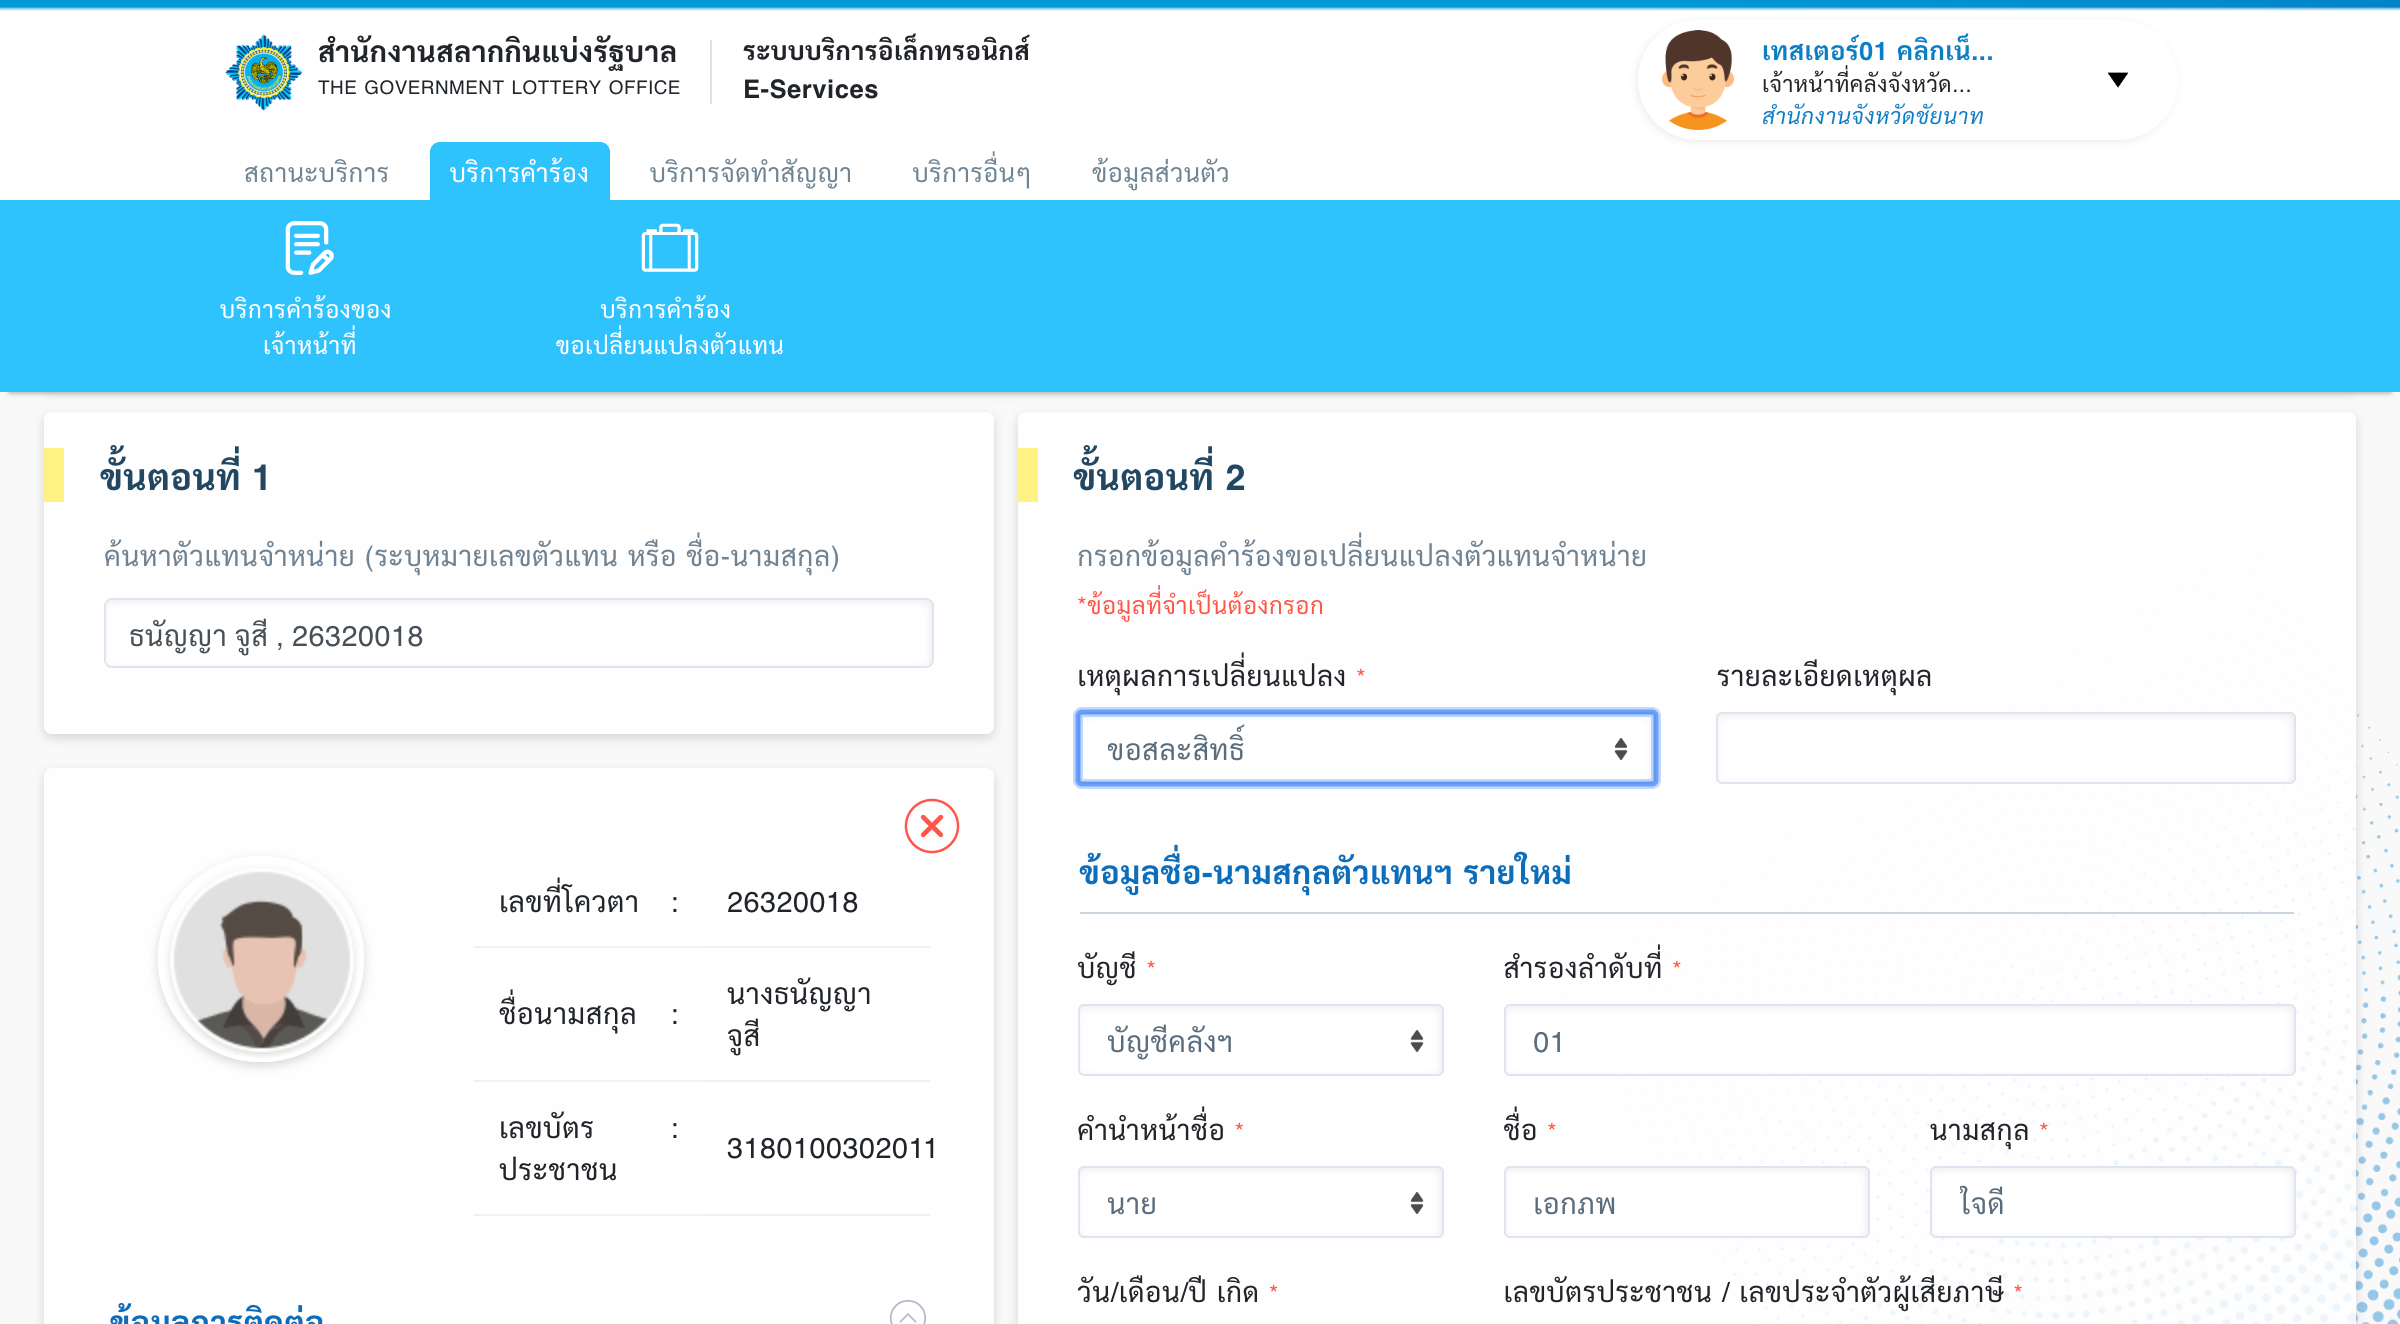 สำนักงานสลากกินแบ่งรัฐบาล
THE GOVERNMENT LOTTERY OFFICE
ระบบบริการอิเล็กทรอนิกส์
E-Services
เทสเตอร์01 คลิกเน็...
เจ้าหน้าที่คลังจังหวัด...
สำนักงานจังหวัดชัยนาท
สถานะบริการ
บริการคำร้อง
บริการจัดทำสัญญา
บริการอื่นๆ
ข้อมูลส่วนตัว
บริการคำร้องของ
เจ้าหน้าที่
บริการคำร้อง
ขอเปลี่ยนแปลงตัวแทน
ขั้นตอนที่ 1
ค้นหาตัวแทนจำหน่าย (ระบุหมายเลขตัวแทน หรือ ชื่อ-นามสกุล)
ธนัญญา จูสี , 26320018
เลขที่โควตา : 26320018
ชื่อนามสกุล : นางธนัญญา
จูสี
เลขบัตร
ประชาชน : 3180100302011
ข้อมูลการติดต่อ
ขั้นตอนที่ 2
กรอกข้อมูลคำร้องขอเปลี่ยนแปลงตัวแทนจำหน่าย
*ข้อมูลที่จำเป็นต้องกรอก
เหตุผลการเปลี่ยนแปลง *
รายละเอียดเหตุผล
ขอสละสิทธิ์
ข้อมูลชื่อ-นามสกุลตัวแทนฯ รายใหม่
บัญชี *
สำรองลำดับที่ *
บัญชีคลังฯ
01
คำนำหน้าชื่อ *
ชื่อ *
นามสกุล *
นาย
เอกภพ
ใจดี
วัน/เดือน/ปี เกิด *
เลขบัตรประชาชน / เลขประจำตัวผู้เสียภาษี *